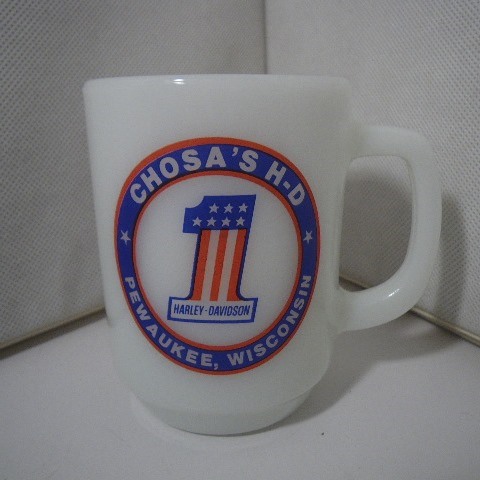 CHOSA'S H-D
1
HARLEY-DAVIDSON
PEWAUKEE, WISCONSIN